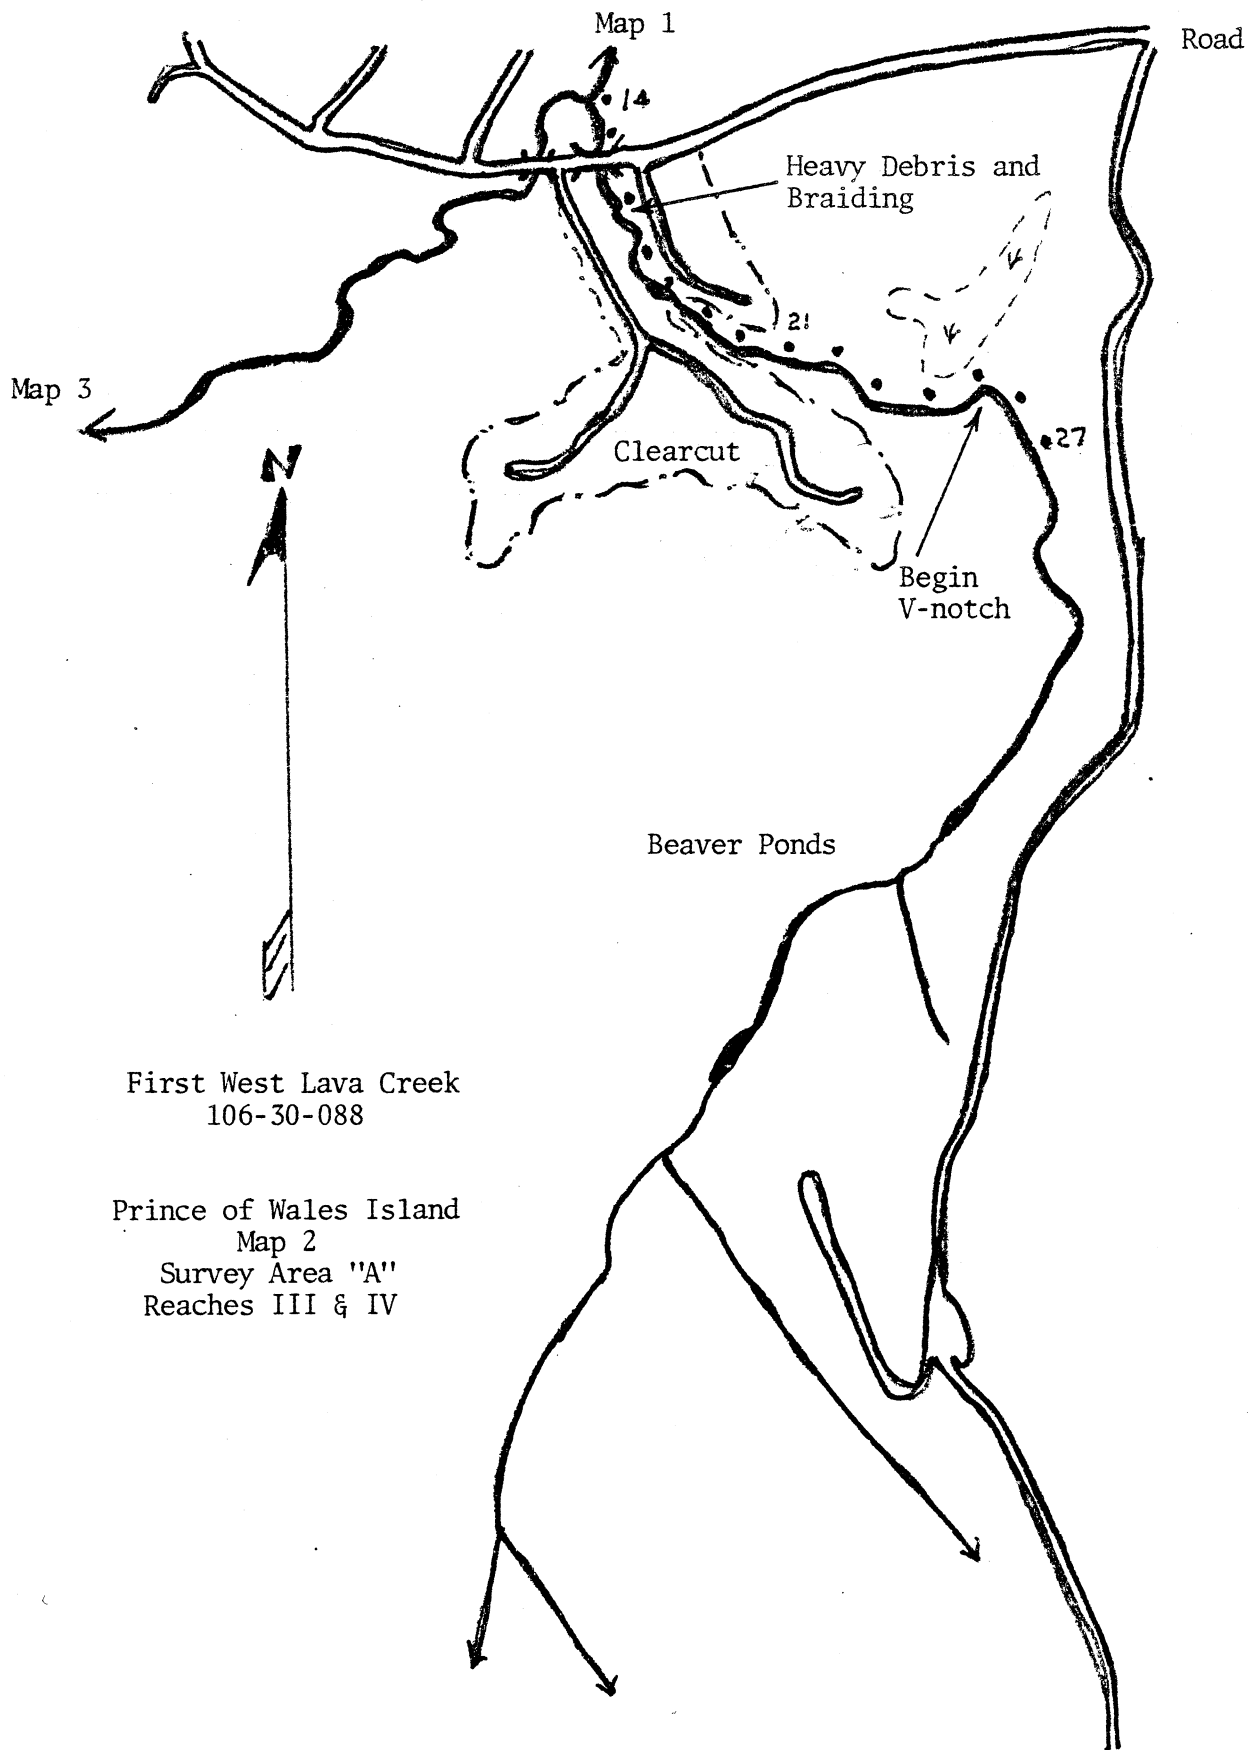 Map 1
Road
14
Heavy Debris and
Braiding
21
Map 3
27
Clearcut
N
Begin
V-notch
Beaver Ponds
First West Lava Creek
106-30-088
Prince of Wales Island
Map 2
Survey Area "A"
Reaches III & IV